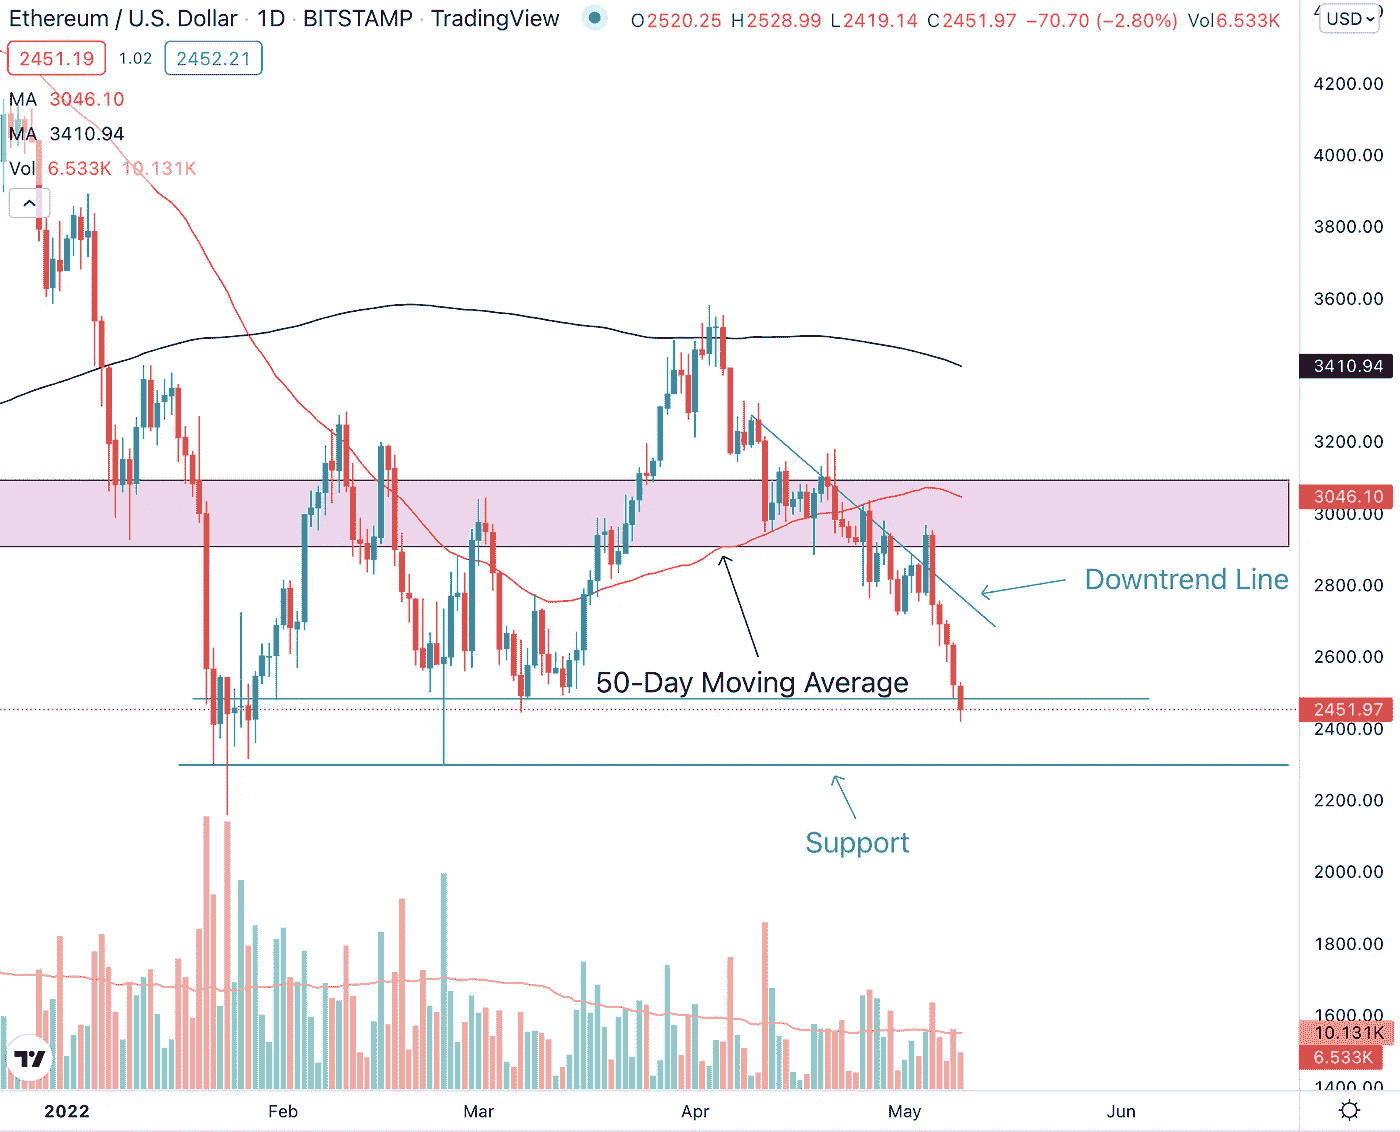 Ethereum / U.S. Dollar · 1D · BITSTAMP · TradingView O2520.25 H2528.99 L2419.14 C2451.97 −70.70 (−2.80%) Vol6.533K
USD
2451.19 1.02 2452.21
MA 3046.10
MA 3410.94
Vol 6.533K 10.131K
4200.00
4000.00
3800.00
3600.00
3410.94
3200.00
3046.10
3000.00
2800.00
Downtrend Line
2600.00
50-Day Moving Average
2451.97
2400.00
2200.00
Support
2000.00
1800.00
1600.00
10.131K
6.533K
1400.00
2022 Feb Mar Apr May Jun